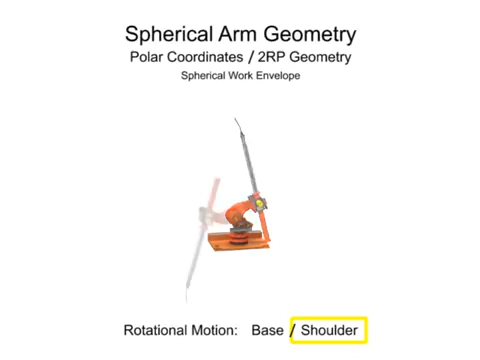 Spherical Arm Geometry
Polar Coordinates / 2RP Geometry
Spherical Work Envelope
Rotational Motion: Base / Shoulder